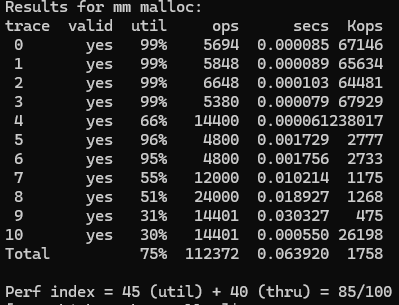 Results for mm malloc:
trace  valid  util     ops      secs  Kops
 0       yes   99%    5694  0.000085 67146
 1       yes   99%    5848  0.000089 65634
 2       yes   99%    6648  0.000103 64481
 3       yes   99%    5380  0.000079 67929
 4       yes   66%   14400  0.000061238017
 5       yes   96%    4800  0.001729  2777
 6       yes   95%    4800  0.001756  2733
 7       yes   55%   12000  0.010214  1175
 8       yes   51%   24000  0.018927  1268
 9       yes   31%   14401  0.030327   475
10       yes   30%   14401  0.000550 26198
Total          75%  112372  0.063920  1758
Perf index = 45 (util) + 40 (thru) = 85/100